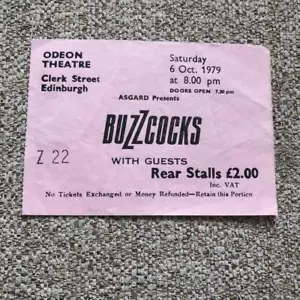 ODEON
THEATRE
Clerk Street
Edinburgh
Saturday
6 Oct. 1979
at 8.00 pm
DOORS OPEN 7.30 pm
ASGARD Presents
BUZZCOCKS
Z 22
WITH GUESTS
Rear Stalls £2.00
Inc. VAT
No Tickets Exchanged or Money Refunded—Retain this Portion